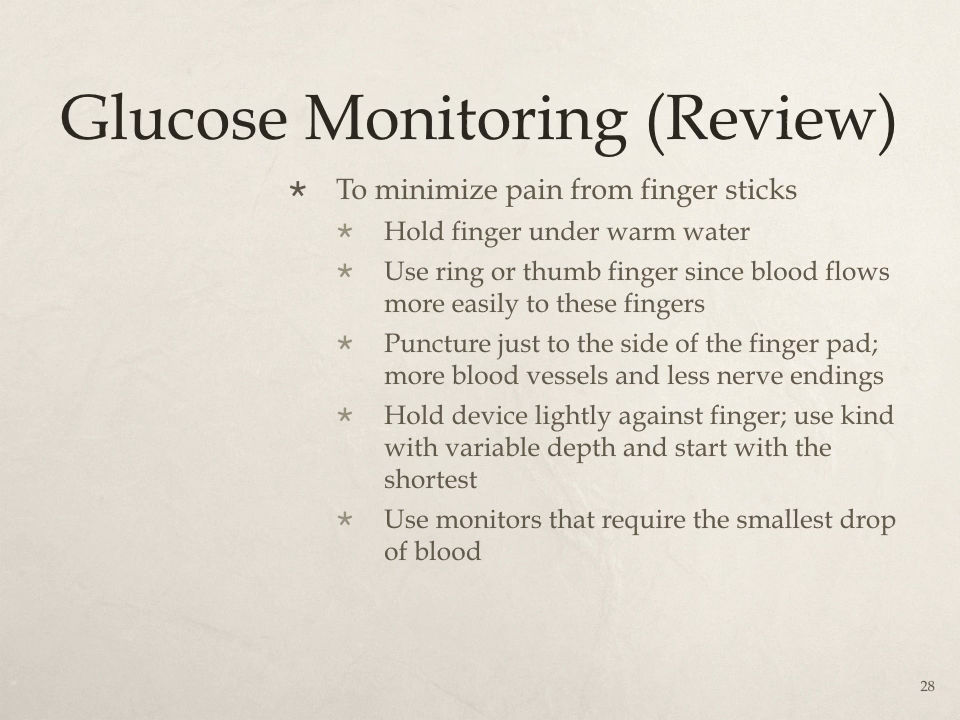 Glucose Monitoring (Review)
* To minimize pain from finger sticks
* Hold finger under warm water
* Use ring or thumb finger since blood flows
more easily to these fingers
* Puncture just to the side of the finger pad;
more blood vessels and less nerve endings
* Hold device lightly against finger; use kind
with variable depth and start with the
shortest
* Use monitors that require the smallest drop
of blood
28